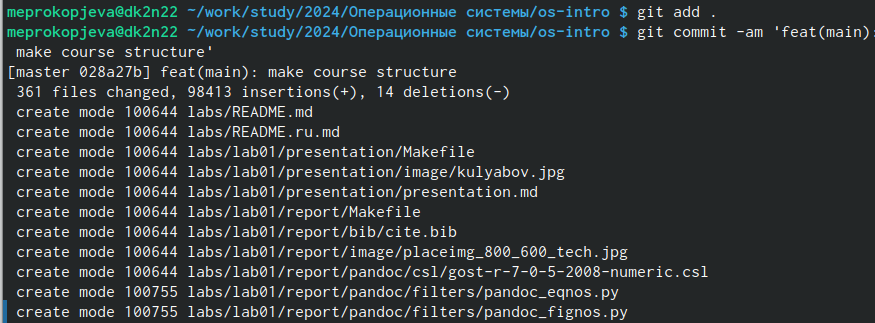 meprokopjeva@dk2n22 ~/work/study/2024/Операционные системы/os-intro $ git add .
meprokopjeva@dk2n22 ~/work/study/2024/Операционные системы/os-intro $ git commit -am 'feat(main):
 make course structure'
[master 028a27b] feat(main): make course structure
 361 files changed, 98413 insertions(+), 14 deletions(-)
 create mode 100644 labs/README.md
 create mode 100644 labs/README.ru.md
 create mode 100644 labs/lab01/presentation/Makefile
 create mode 100644 labs/lab01/presentation/image/kulyabov.jpg
 create mode 100644 labs/lab01/presentation/presentation.md
 create mode 100644 labs/lab01/report/Makefile
 create mode 100644 labs/lab01/report/bib/cite.bib
 create mode 100644 labs/lab01/report/image/placeimg_800_600_tech.jpg
 create mode 100644 labs/lab01/report/pandoc/csl/gost-r-7-0-5-2008-numeric.csl
 create mode 100755 labs/lab01/report/pandoc/filters/pandoc_eqnos.py
 create mode 100755 labs/lab01/report/pandoc/filters/pandoc_fignos.py